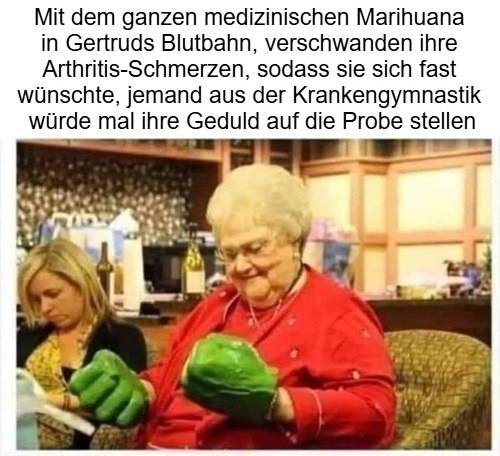 Mit dem ganzen medizinischen Marihuana
in Gertruds Blutbahn, verschwanden ihre
Arthritis-Schmerzen, sodass sie sich fast
wünschte, jemand aus der Krankengymnastik
würde mal ihre Geduld auf die Probe stellen